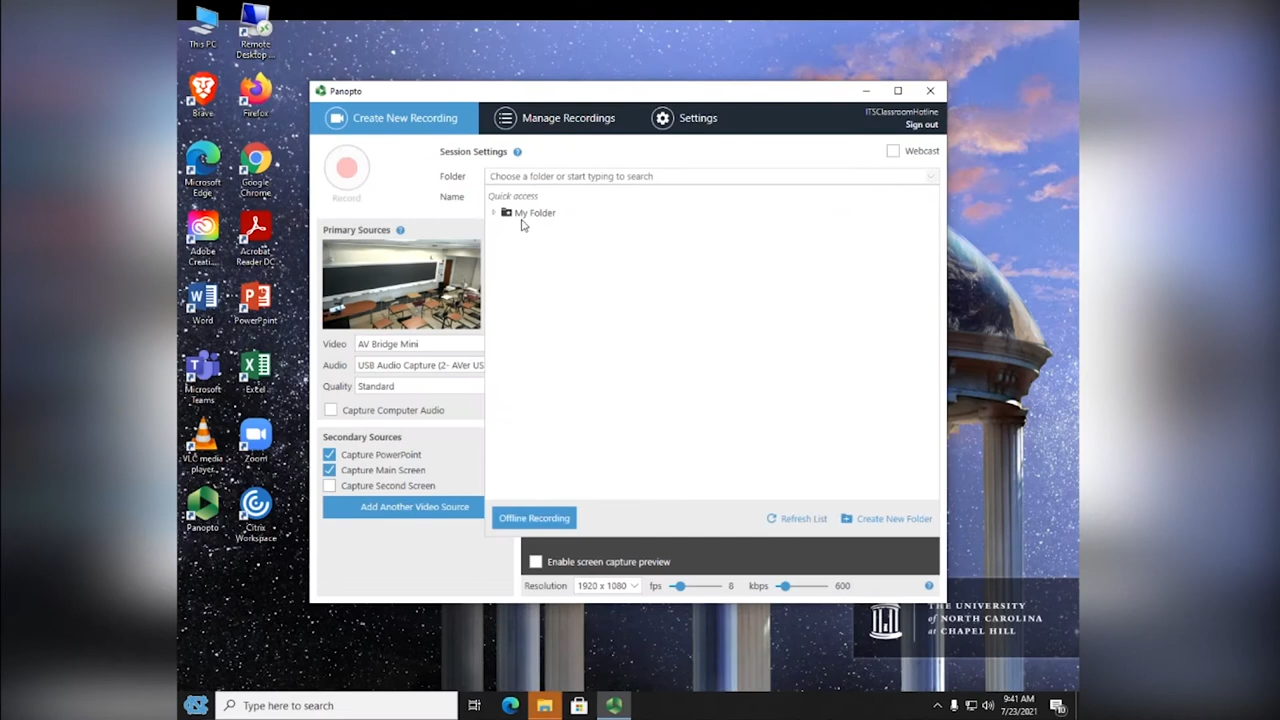 This PC
Remote
Desktop ...
Brave
Firefox
Microsoft
Edge
Google
Chrome
Adobe
Creati...
Acrobat
Reader DC
Word
PowerPoint
Microsoft
Teams
Excel
VLC media
player
Zoom
Panopto
Citrix
Workspace
Panopto
Create New Recording
Manage Recordings
Settings
ITSClassroomHotline
Sign out
Record
Session Settings
Webcast
Folder
Choose a folder or start typing to search
Name
Quick access
My Folder
Primary Sources
Video
AV Bridge Mini
Audio
USB Audio Capture (2- AVer US
Quality
Standard
Capture Computer Audio
Secondary Sources
Capture PowerPoint
Capture Main Screen
Capture Second Screen
Add Another Video Source
Offline Recording
Refresh List
Create New Folder
Enable screen capture preview
Resolution
1920 x 1080
fps
8
kbps
600
THE UNIVERSITY
of NORTH CAROLINA
at CHAPEL HILL
Type here to search
9:41 AM
7/23/2021